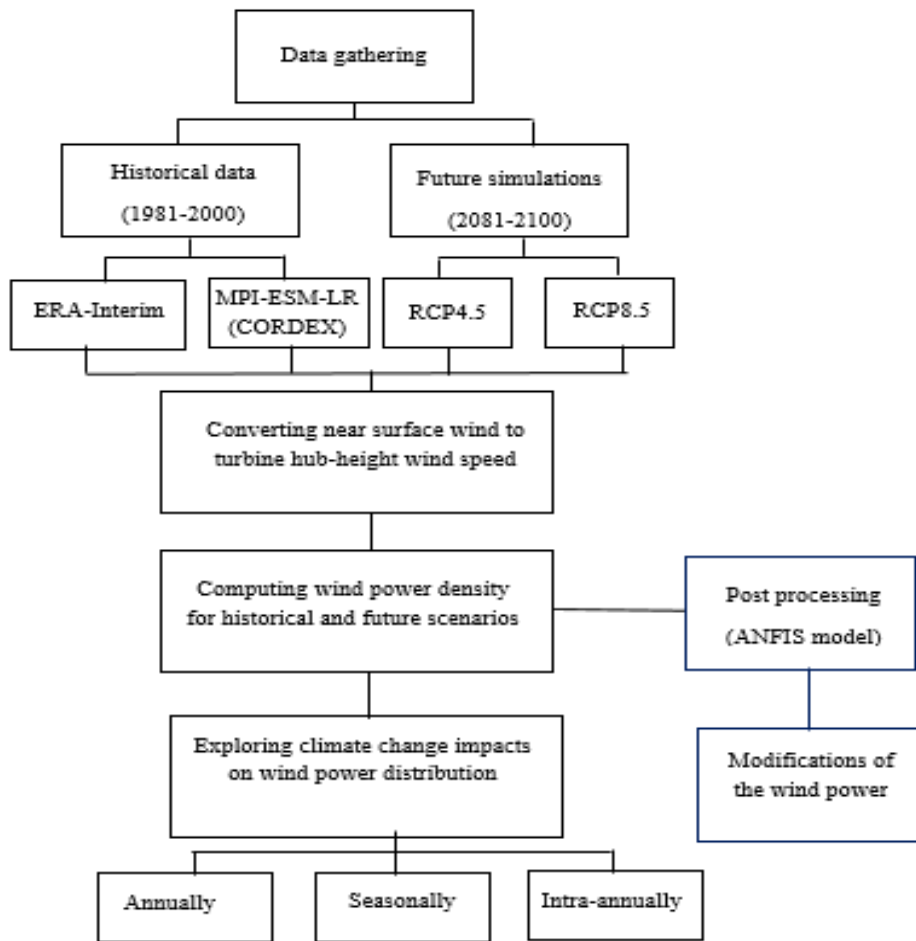 Data gathering
Historical data
(1981-2000)
Future simulations
(2081-2100)
ERA-Interim
MPI-ESM-LR
(CORDEX)
RCP4.5
RCP8.5
Converting near surface wind to
turbine hub-height wind speed
Computing wind power density
for historical and future scenarios
Post processing
(ANFIS model)
Exploring climate change impacts
on wind power distribution
Modifications of
the wind power
Annually
Seasonally
Intra-annually